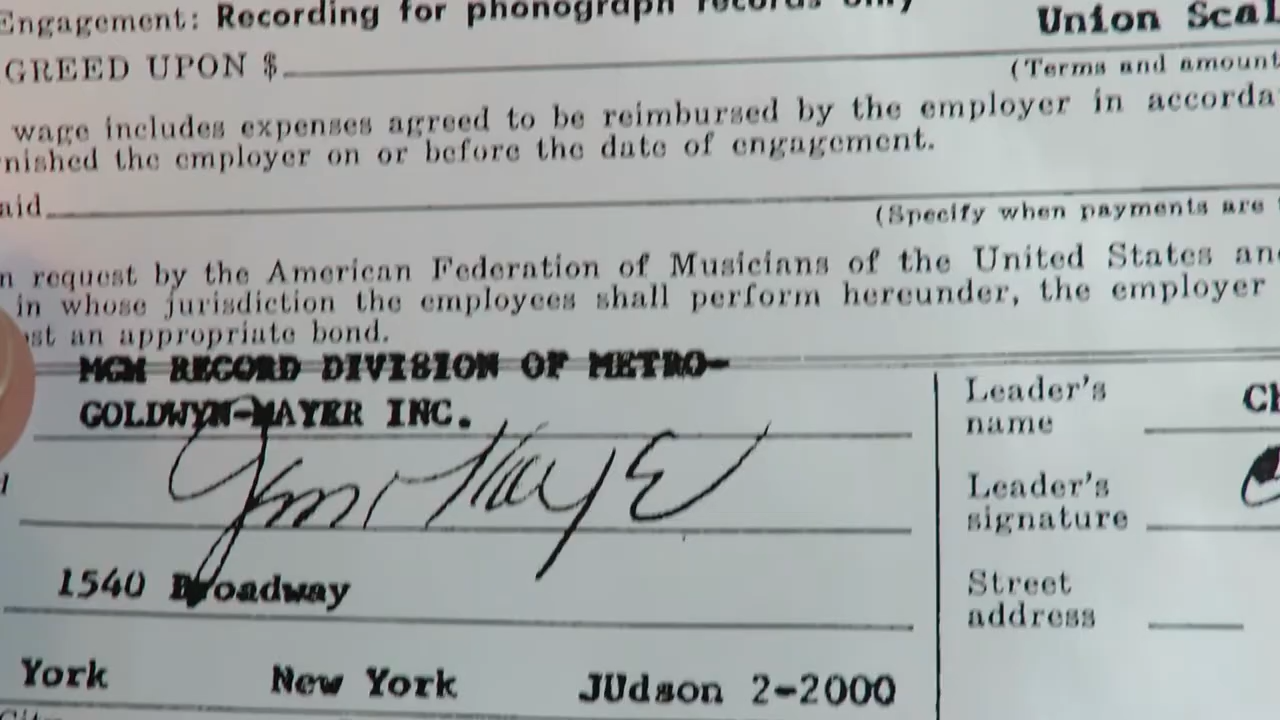 Engagement: Recording for phonograph records only Union Scal
GREED UPON $
(Terms and amount
wage includes expenses agreed to be reimbursed by the employer in accorda
rnished the employer on or before the date of engagement.
aid
(Specify when payments are
n request by the American Federation of Musicians of the United States and
in whose jurisdiction the employees shall perform hereunder, the employer
ost an appropriate bond.
MGM RECORD DIVISION OF METRO-
GOLDWYN-MAYER INC.
Leader's
name Ch
Leader's
signature
1540 Broadway
Street
address
York New York JUdson 2-2000